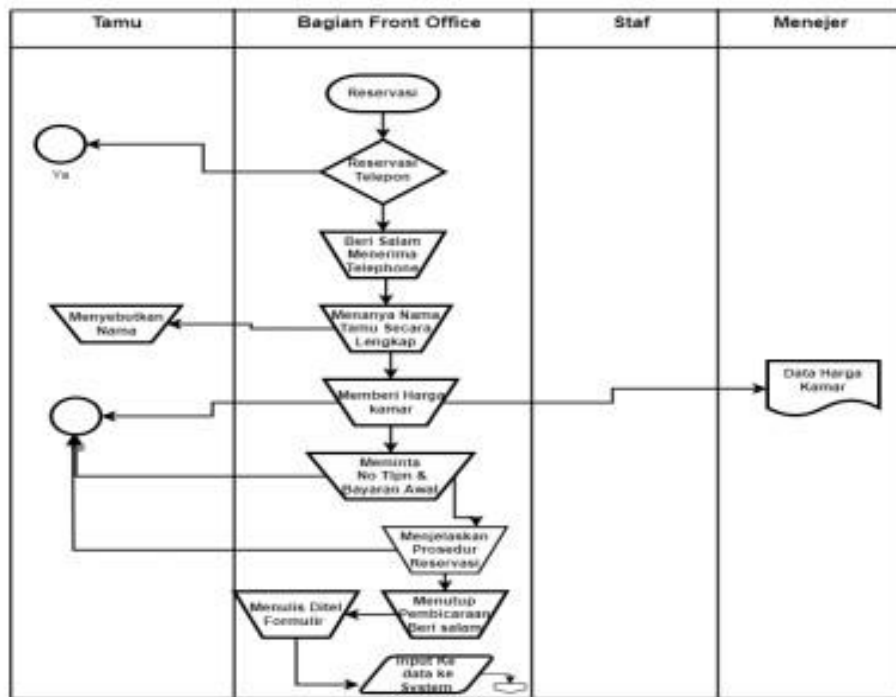 Tamu
Bagian Front Office
Staf
Menejer
Reservasi
Reservasi
Telepon
Ya
Beri Salam
Menerima
Telephone
Menyebutkan
Nama
Menanya Nama
Tamu Secara
Lengkap
Memberi Harga
kamar
Data Harga
Kamar
Meminta
No Tlpn &
Bayaran Awal
Menjelaskan
Prosedur
Reservasi
Menulis Ditel
Formulir
Menutup
Pembicaraan
Beri salam
Input Ke
data ke
System